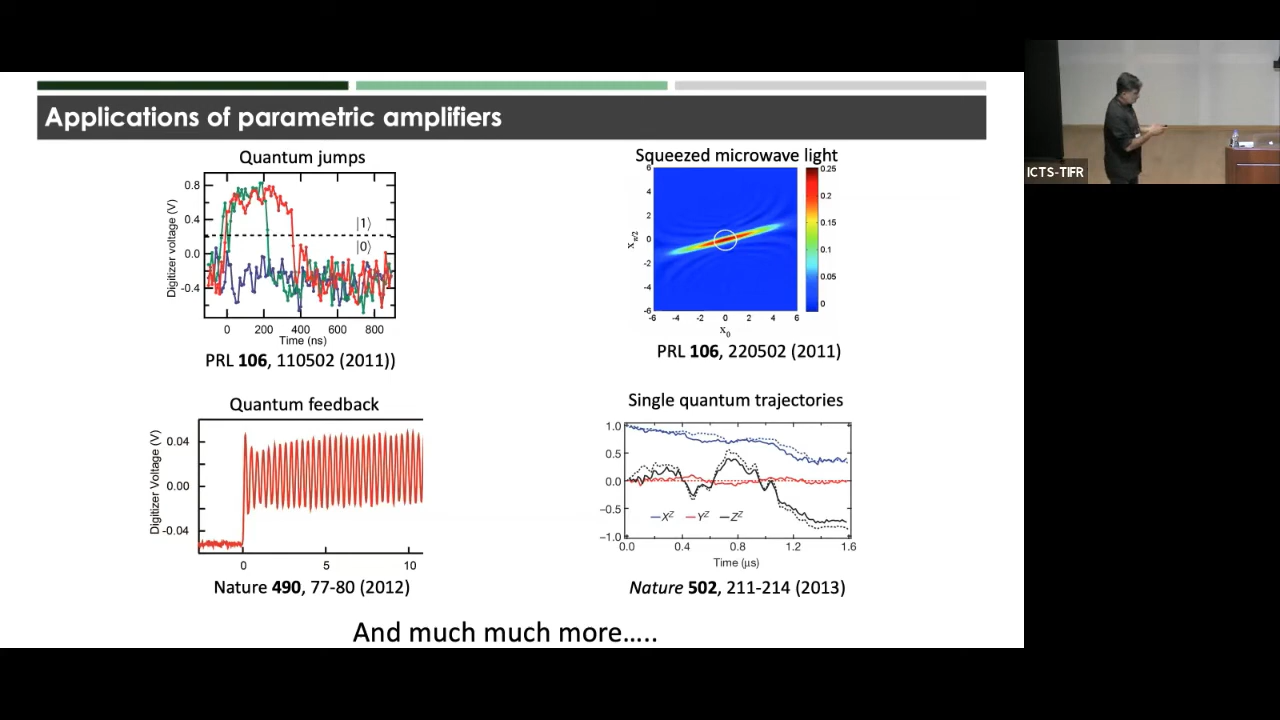 Applications of parametric amplifiers
Quantum jumps
0.8
0.4
0.0
-0.4
Digitizer voltage (V)
|1⟩
|0⟩
0 200 400 600 800
Time (ns)
PRL 106, 110502 (2011))
Squeezed microwave light
6
4
2
0
-2
-4
-6
Xπ/2
-6 -4 -2 0 2 4 6
X0
0.25
0.2
0.15
0.1
0.05
0
PRL 106, 220502 (2011)
Quantum feedback
0.04
0.00
-0.04
Digitizer Voltage (V)
0 5 10
Nature 490, 77-80 (2012)
Single quantum trajectories
1.0
0.5
0.0
−0.5
−1.0
XZ YZ ZZ
0.0 0.4 0.8 1.2 1.6
Time (μs)
Nature 502, 211-214 (2013)
And much much more.....
ICTS-TIFR